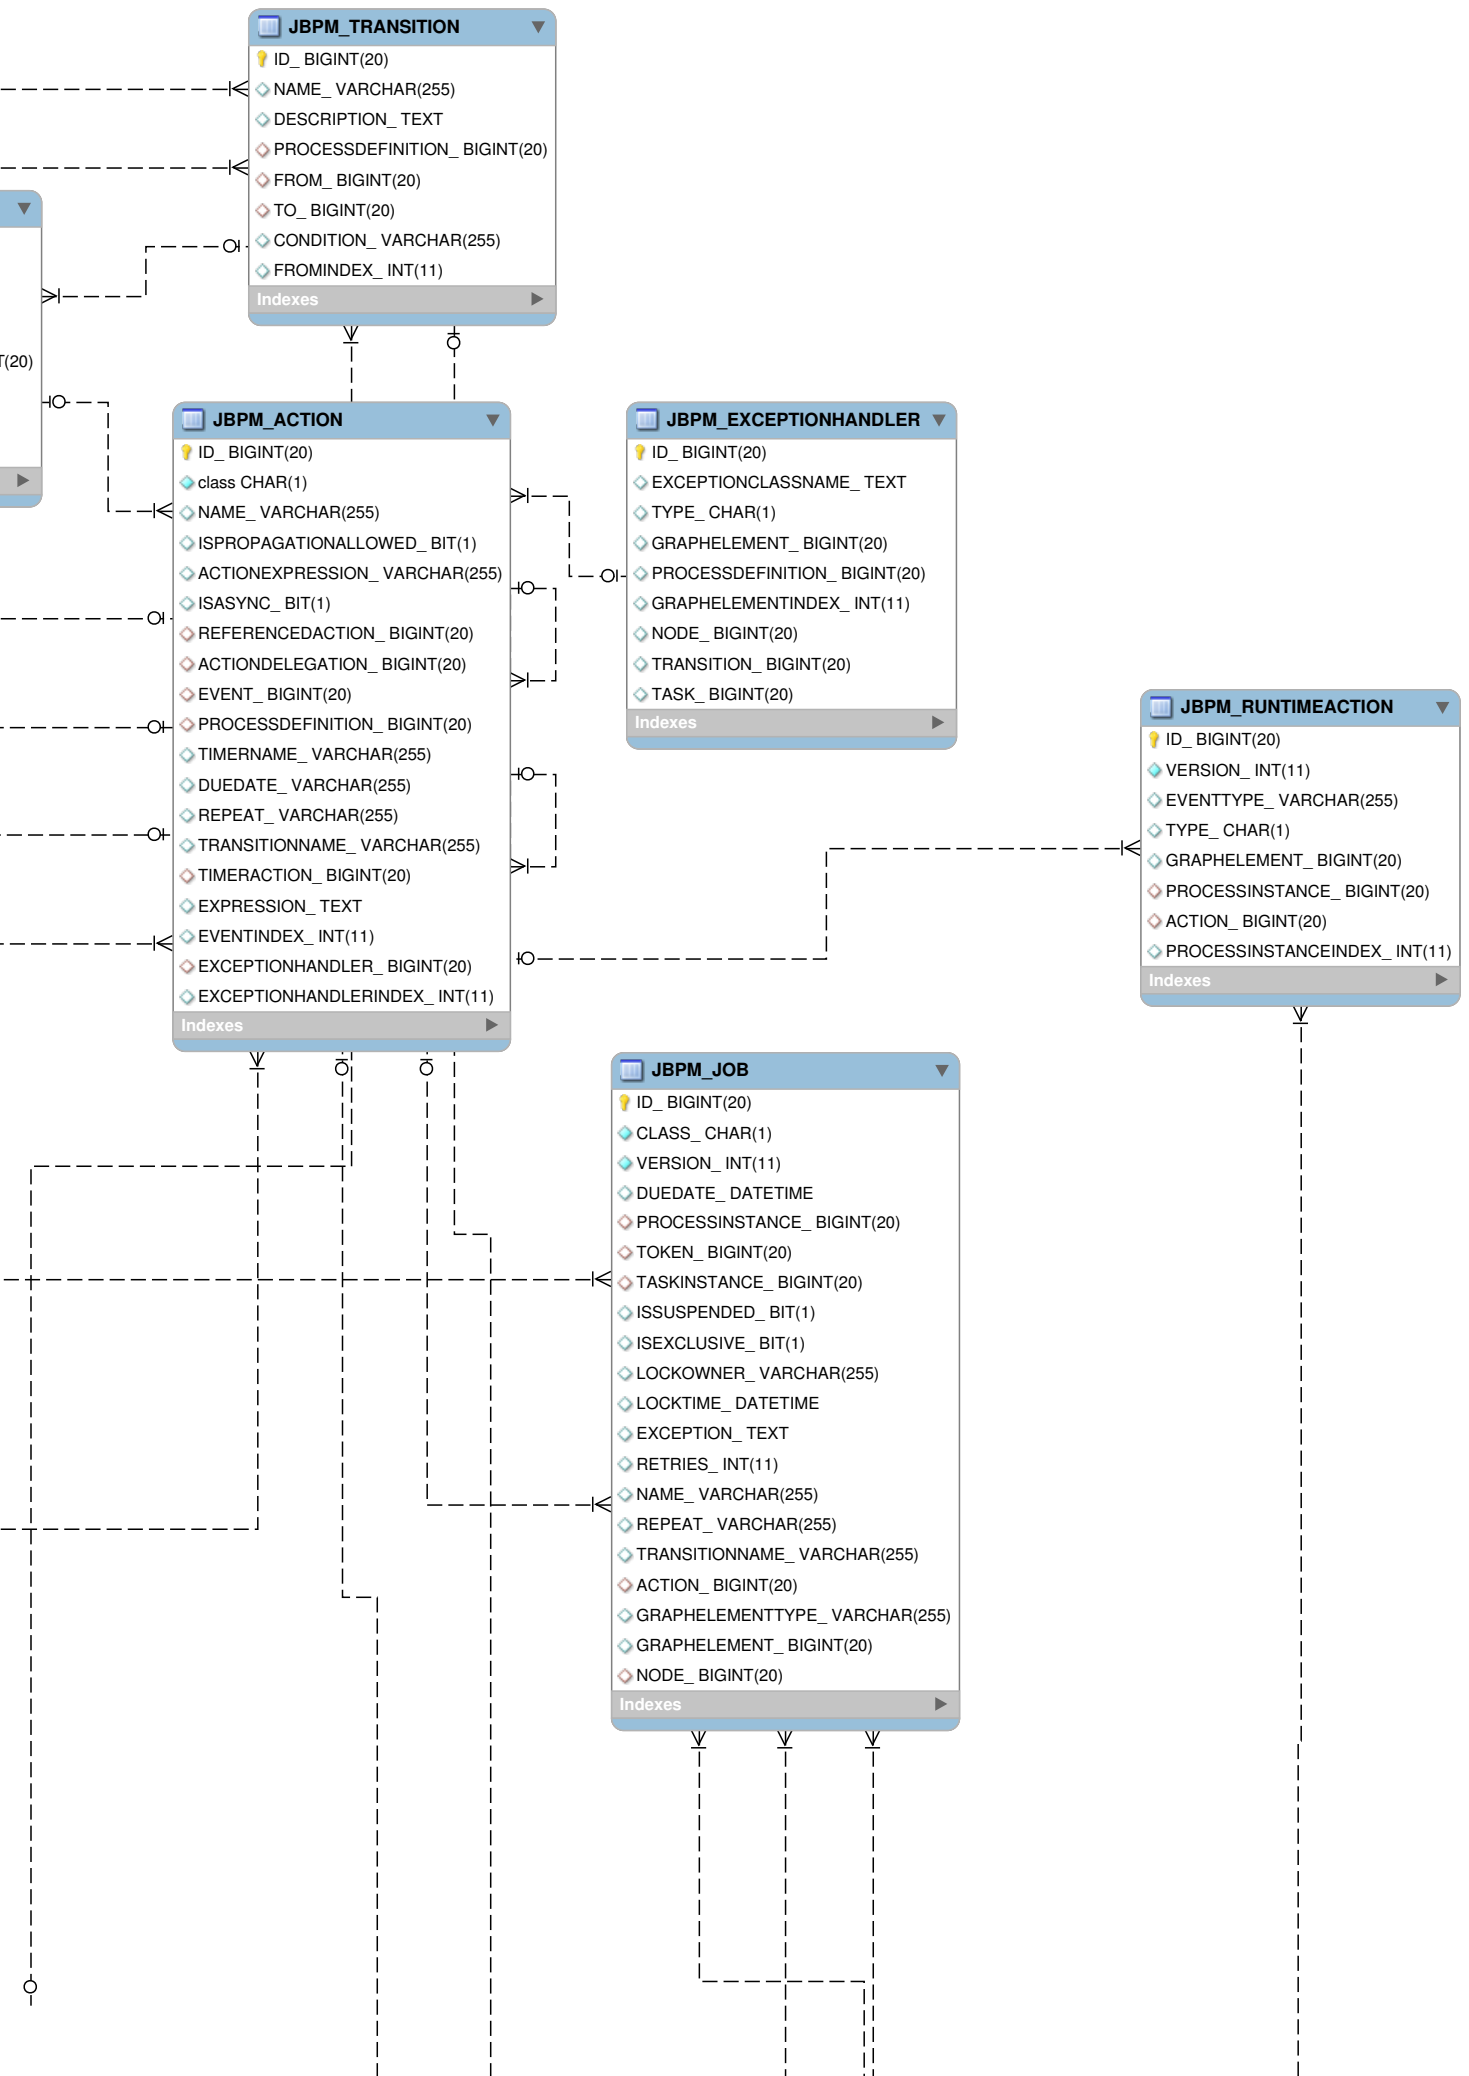 JBPM_TRANSITION
ID_ BIGINT(20)
NAME_ VARCHAR(255)
DESCRIPTION_ TEXT
PROCESSDEFINITION_ BIGINT(20)
FROM_ BIGINT(20)
TO_ BIGINT(20)
CONDITION_ VARCHAR(255)
FROMINDEX_ INT(11)
Indexes
T(20)
JBPM_ACTION
ID_ BIGINT(20)
class CHAR(1)
NAME_ VARCHAR(255)
ISPROPAGATIONALLOWED_ BIT(1)
ACTIONEXPRESSION_ VARCHAR(255)
ISASYNC_ BIT(1)
REFERENCEDACTION_ BIGINT(20)
ACTIONDELEGATION_ BIGINT(20)
EVENT_ BIGINT(20)
PROCESSDEFINITION_ BIGINT(20)
TIMERNAME_ VARCHAR(255)
DUEDATE_ VARCHAR(255)
REPEAT_ VARCHAR(255)
TRANSITIONNAME_ VARCHAR(255)
TIMERACTION_ BIGINT(20)
EXPRESSION_ TEXT
EVENTINDEX_ INT(11)
EXCEPTIONHANDLER_ BIGINT(20)
EXCEPTIONHANDLERINDEX_ INT(11)
Indexes
JBPM_EXCEPTIONHANDLER
ID_ BIGINT(20)
EXCEPTIONCLASSNAME_ TEXT
TYPE_ CHAR(1)
GRAPHELEMENT_ BIGINT(20)
PROCESSDEFINITION_ BIGINT(20)
GRAPHELEMENTINDEX_ INT(11)
NODE_ BIGINT(20)
TRANSITION_ BIGINT(20)
TASK_ BIGINT(20)
Indexes
JBPM_RUNTIMEACTION
ID_ BIGINT(20)
VERSION_ INT(11)
EVENTTYPE_ VARCHAR(255)
TYPE_ CHAR(1)
GRAPHELEMENT_ BIGINT(20)
PROCESSINSTANCE_ BIGINT(20)
ACTION_ BIGINT(20)
PROCESSINSTANCEINDEX_ INT(11)
Indexes
JBPM_JOB
ID_ BIGINT(20)
CLASS_ CHAR(1)
VERSION_ INT(11)
DUEDATE_ DATETIME
PROCESSINSTANCE_ BIGINT(20)
TOKEN_ BIGINT(20)
TASKINSTANCE_ BIGINT(20)
ISSUSPENDED_ BIT(1)
ISEXCLUSIVE_ BIT(1)
LOCKOWNER_ VARCHAR(255)
LOCKTIME_ DATETIME
EXCEPTION_ TEXT
RETRIES_ INT(11)
NAME_ VARCHAR(255)
REPEAT_ VARCHAR(255)
TRANSITIONNAME_ VARCHAR(255)
ACTION_ BIGINT(20)
GRAPHELEMENTTYPE_ VARCHAR(255)
GRAPHELEMENT_ BIGINT(20)
NODE_ BIGINT(20)
Indexes